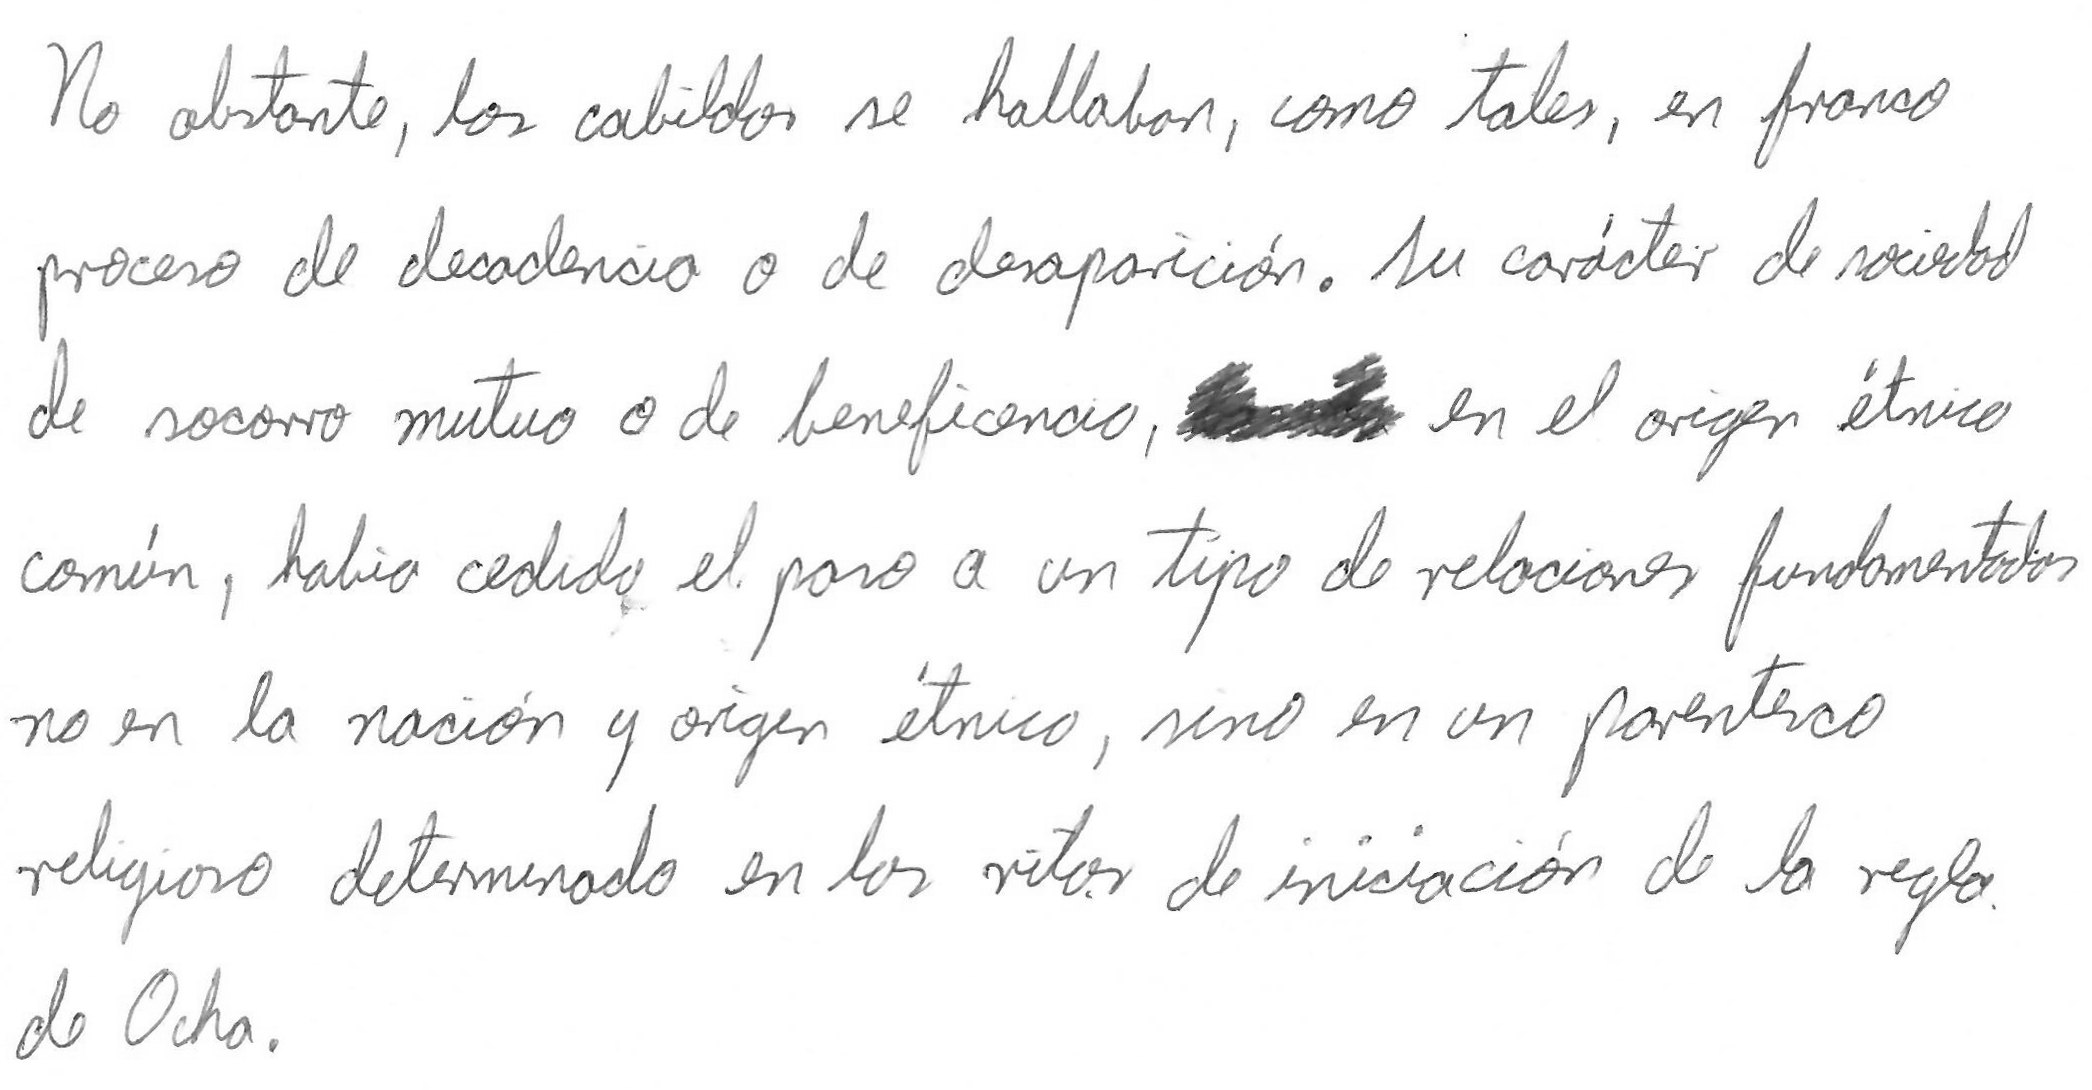 No obstante, los cabildos se hallaban, como tales, en franco
proceso de decadencia o de desaparición. Su carácter de sociedad
de socorro mutuo o de beneficencia, en el origen étnico
común, había cedido el paso a un tipo de relaciones fundamentadas
no en la nación y origen étnico, sino en un parentesco
religioso determinado en los ritos de iniciación de la regla
de Ocha.